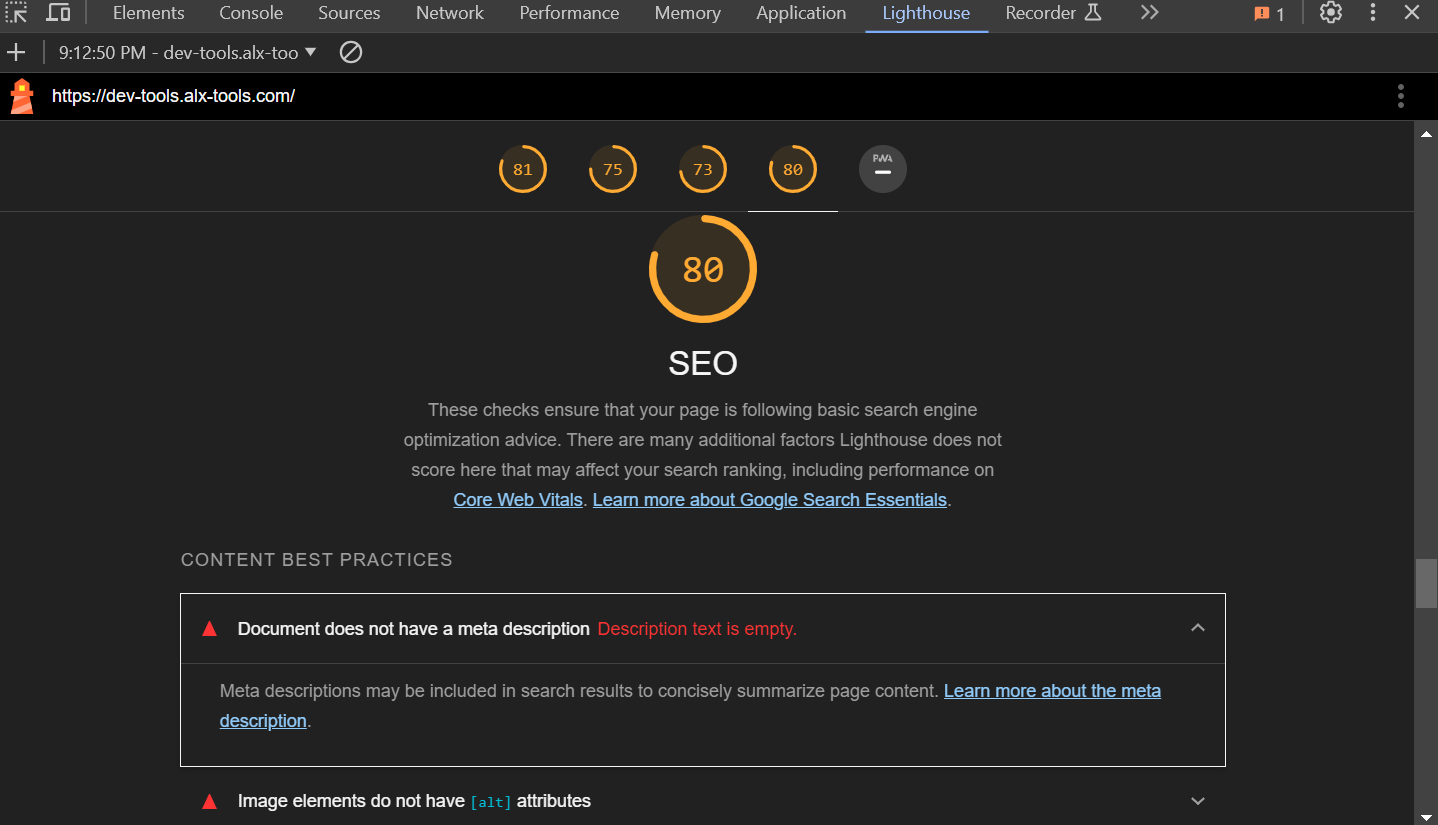 Elements Console Sources Network Performance Memory Application Lighthouse Recorder 1
9:12:50 PM - dev-tools.alx-too
https://dev-tools.alx-tools.com/
81 75 73 80 PWA
80
SEO
These checks ensure that your page is following basic search engine
optimization advice. There are many additional factors Lighthouse does not
score here that may affect your search ranking, including performance on
Core Web Vitals. Learn more about Google Search Essentials.
CONTENT BEST PRACTICES
Document does not have a meta description Description text is empty.
Meta descriptions may be included in search results to concisely summarize page content. Learn more about the meta
description.
Image elements do not have [alt] attributes